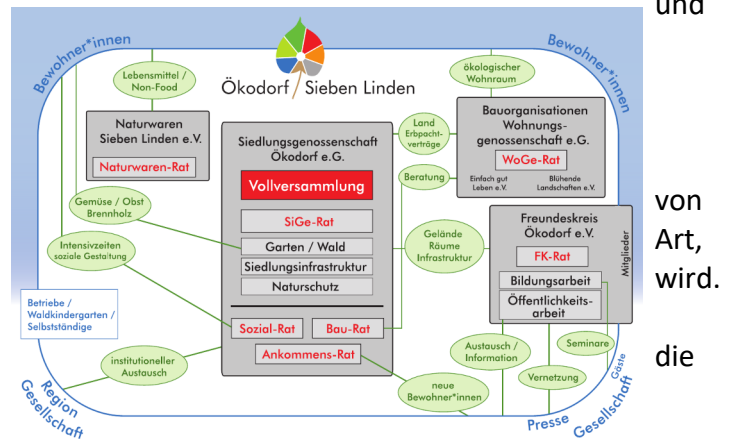 und
Bewohner*innen
Bewohner*innen
Lebensmittel /
Non-Food
Ökodorf Sieben Linden
ökologischer
Wohnraum
Naturwaren
Sieben Linden e.V.
Naturwaren-Rat
Siedlungsgenossenschaft
Ökodorf e.G.
Vollversammlung
SiGe-Rat
Garten / Wald
Siedlungsinfrastruktur
Naturschutz
Sozial-Rat
Bau-Rat
Ankommens-Rat
Land
Erbpacht-
verträge
Beratung
Bauorganisationen
Wohnungs-
genossenschaft e.G.
WoGe-Rat
Einfach gut
Leben e.V.
Blühende
Landschaften e.V.
Gemüse / Obst
Brennholz
Intensivzeiten
soziale Gestaltung
Gelände
Räume
Infrastruktur
Freundeskreis
Ökodorf e.V.
FK-Rat
Bildungsarbeit
Öffentlichkeits-
arbeit
Mitglieder
von
Art,
wird.
Betriebe /
Waldkindergarten /
Selbstständige
institutioneller
Austausch
Austausch /
Information
Seminare
Vernetzung
neue
Bewohner*innen
Gäste
die
Region
Gesellschaft
Presse
Gesellschaft